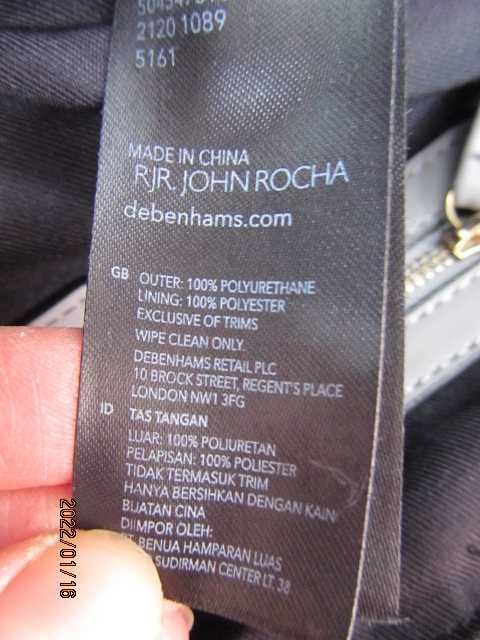 2120 1089
5161
MADE IN CHINA
RJR. JOHN ROCHA
debenhams.com
GB OUTER: 100% POLYURETHANE
LINING: 100% POLYESTER
EXCLUSIVE OF TRIMS
WIPE CLEAN ONLY
DEBENHAMS RETAIL PLC
10 BROCK STREET, REGENT'S PLACE
LONDON NW1 3FG
ID TAS TANGAN
LUAR: 100% POLIURETAN
PELAPISAN: 100% POLIESTER
TIDAK TERMASUK TRIM
HANYA BERSIHKAN DENGAN KAIN
BUATAN CINA
DIIMPOR OLEH:
BENUA HAMPARAN LUAS
SUDIRMAN CENTER LT. 38
2022/01/16